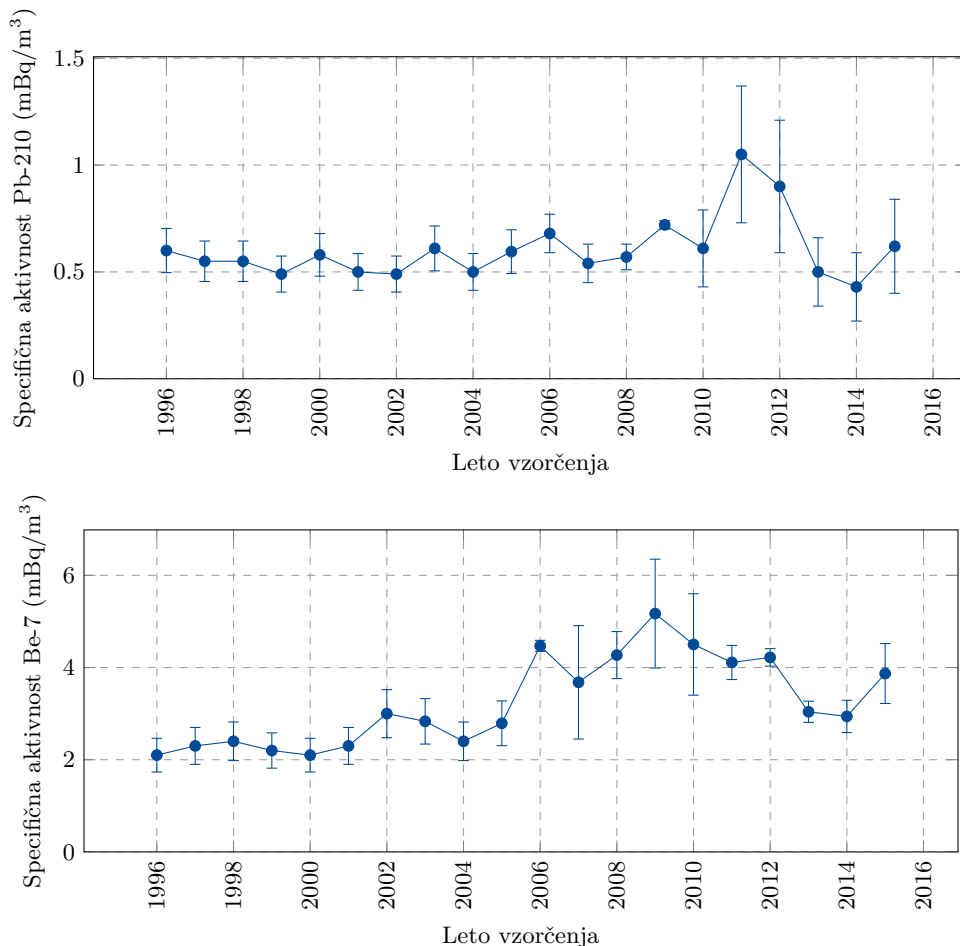 Specifična aktivnost Pb-210 (mBq/m³)
1.5
1
0.5
0
1996 1998 2000 2002 2004 2006 2008 2010 2012 2014 2016
Leto vzorčenja
Specifična aktivnost Be-7 (mBq/m³)
6
4
2
0
1996 1998 2000 2002 2004 2006 2008 2010 2012 2014 2016
Leto vzorčenja